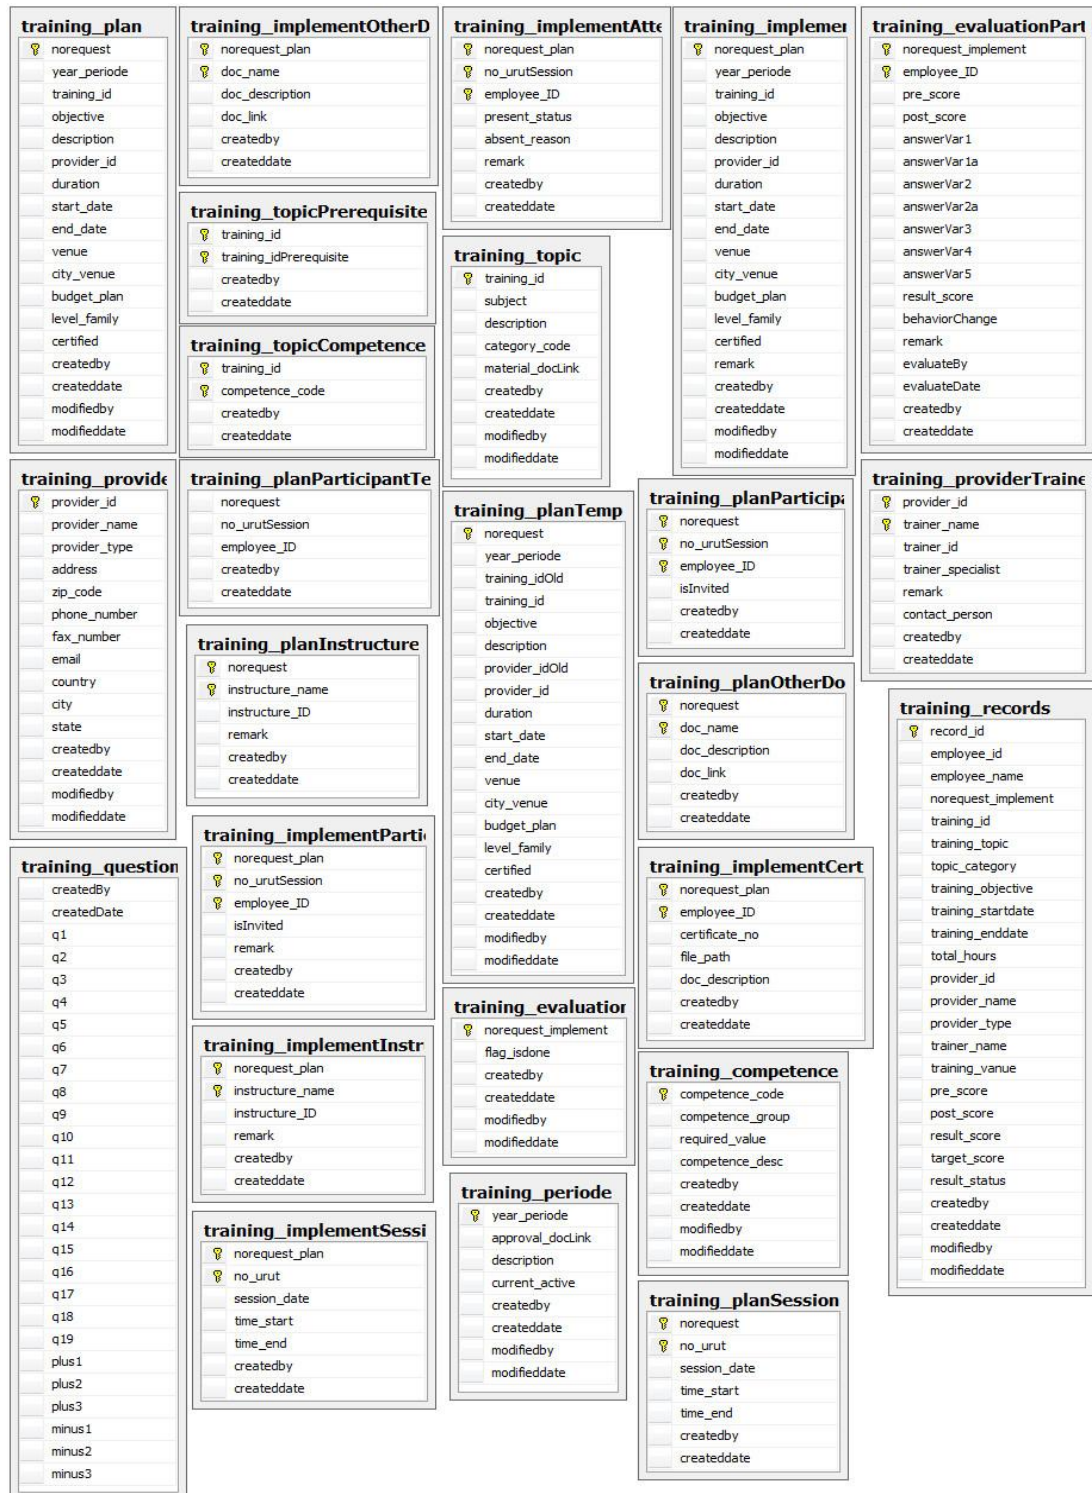 training_plan
norequest
year_periode
training_id
objective
description
provider_id
duration
start_date
end_date
venue
city_venue
budget_plan
level_family
certified
createdby
createddate
modifiedby
modifieddate
training_implementOtherD
norequest_plan
doc_name
doc_description
doc_link
createdby
createddate
training_implementAtte
norequest_plan
no_urutSession
employee_ID
present_status
absent_reason
remark
createdby
createddate
training_implemer
norequest_plan
year_periode
training_id
objective
description
provider_id
duration
start_date
end_date
venue
city_venue
budget_plan
level_family
certified
remark
createdby
createddate
modifiedby
modifieddate
training_evaluationPart
norequest_implement
employee_ID
pre_score
post_score
answerVar1
answerVar1a
answerVar2
answerVar2a
answerVar3
answerVar4
answerVar5
result_score
behaviorChange
remark
evaluateBy
evaluateDate
createdby
createddate
training_topicPrerequisite
training_id
training_idPrerequisite
createdby
createddate
training_topic
training_id
subject
description
category_code
material_docLink
createdby
createddate
modifiedby
modifieddate
training_topicCompetence
training_id
competence_code
createdby
createddate
training_provide
provider_id
provider_name
provider_type
address
zip_code
phone_number
fax_number
email
country
city
state
createdby
createddate
modifiedby
modifieddate
training_planParticipantTe
norequest
no_urutSession
employee_ID
createdby
createddate
training_planTemp
norequest
year_periode
training_idOld
training_id
objective
description
provider_idOld
provider_id
duration
start_date
end_date
venue
city_venue
budget_plan
level_family
certified
createdby
createddate
modifiedby
modifieddate
training_planParticipa
norequest
no_urutSession
employee_ID
isInvited
createdby
createddate
training_providerTraine
provider_id
trainer_name
trainer_id
trainer_specialist
remark
contact_person
createdby
createddate
training_planInstructure
norequest
instructure_name
instructure_ID
remark
createdby
createddate
training_planOtherDo
norequest
doc_name
doc_description
doc_link
createdby
createddate
training_records
record_id
employee_id
employee_name
norequest_implement
training_id
training_topic
topic_category
training_objective
training_startdate
training_enddate
total_hours
provider_id
provider_name
provider_type
trainer_name
training_vanue
pre_score
post_score
result_score
target_score
result_status
createdby
createddate
modifiedby
modifieddate
training_question
createdBy
createdDate
q1
q2
q3
q4
q5
q6
q7
q8
q9
q10
q11
q12
q13
q14
q15
q16
q17
q18
q19
plus1
plus2
plus3
minus1
minus2
minus3
training_implementPartic
norequest_plan
no_urutSession
employee_ID
isInvited
remark
createdby
createddate
training_implementCert
norequest_plan
employee_ID
certificate_no
file_path
doc_description
createdby
createddate
training_evaluation
norequest_implement
flag_isdone
createdby
createddate
modifiedby
modifieddate
training_implementInstr
norequest_plan
instructure_name
instructure_ID
remark
createdby
createddate
training_competence
competence_code
competence_group
required_value
competence_desc
createdby
createddate
modifiedby
modifieddate
training_periode
year_periode
approval_docLink
description
current_active
createdby
createddate
modifiedby
modifieddate
training_implementSessi
norequest_plan
no_urut
session_date
time_start
time_end
createdby
createddate
training_planSession
norequest
no_urut
session_date
time_start
time_end
createdby
createddate